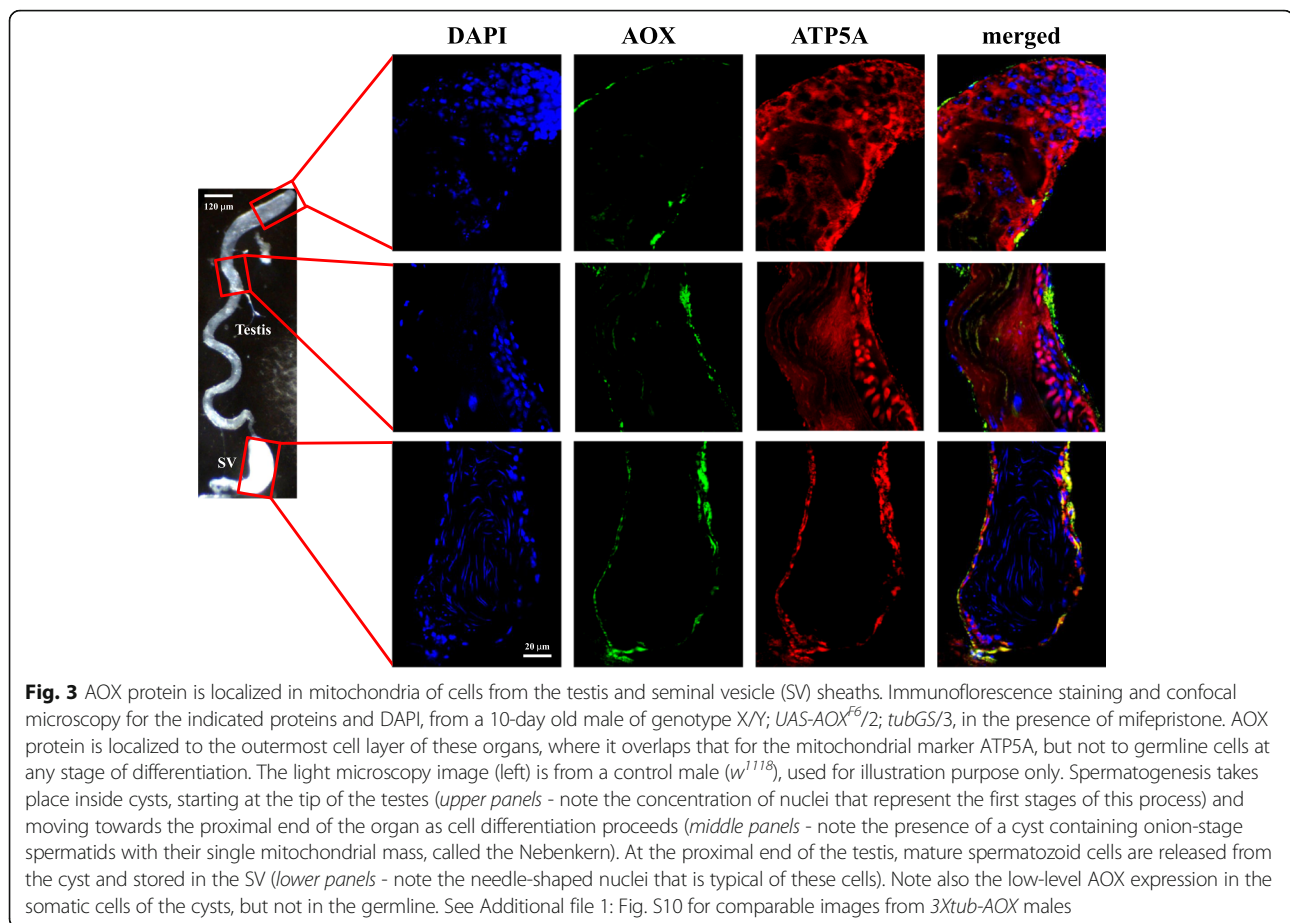 DAPI AOX ATP5A merged
120 µm
Testis
SV
20 µm
Fig. 3 AOX protein is localized in mitochondria of cells from the testis and seminal vesicle (SV) sheaths. Immunoflorescence staining and confocal
microscopy for the indicated proteins and DAPI, from a 10-day old male of genotype X/Y; UAS-AOX^F6/2; tubGS/3, in the presence of mifepristone. AOX
protein is localized to the outermost cell layer of these organs, where it overlaps that for the mitochondrial marker ATP5A, but not to germline cells at
any stage of differentiation. The light microscopy image (left) is from a control male (w^1118), used for illustration purpose only. Spermatogenesis takes
place inside cysts, starting at the tip of the testes (upper panels - note the concentration of nuclei that represent the first stages of this process) and
moving towards the proximal end of the organ as cell differentiation proceeds (middle panels - note the presence of a cyst containing onion-stage
spermatids with their single mitochondrial mass, called the Nebenkern). At the proximal end of the testis, mature spermatozoid cells are released from
the cyst and stored in the SV (lower panels - note the needle-shaped nuclei that is typical of these cells). Note also the low-level AOX expression in the
somatic cells of the cysts, but not in the germline. See Additional file 1: Fig. S10 for comparable images from 3Xtub-AOX males